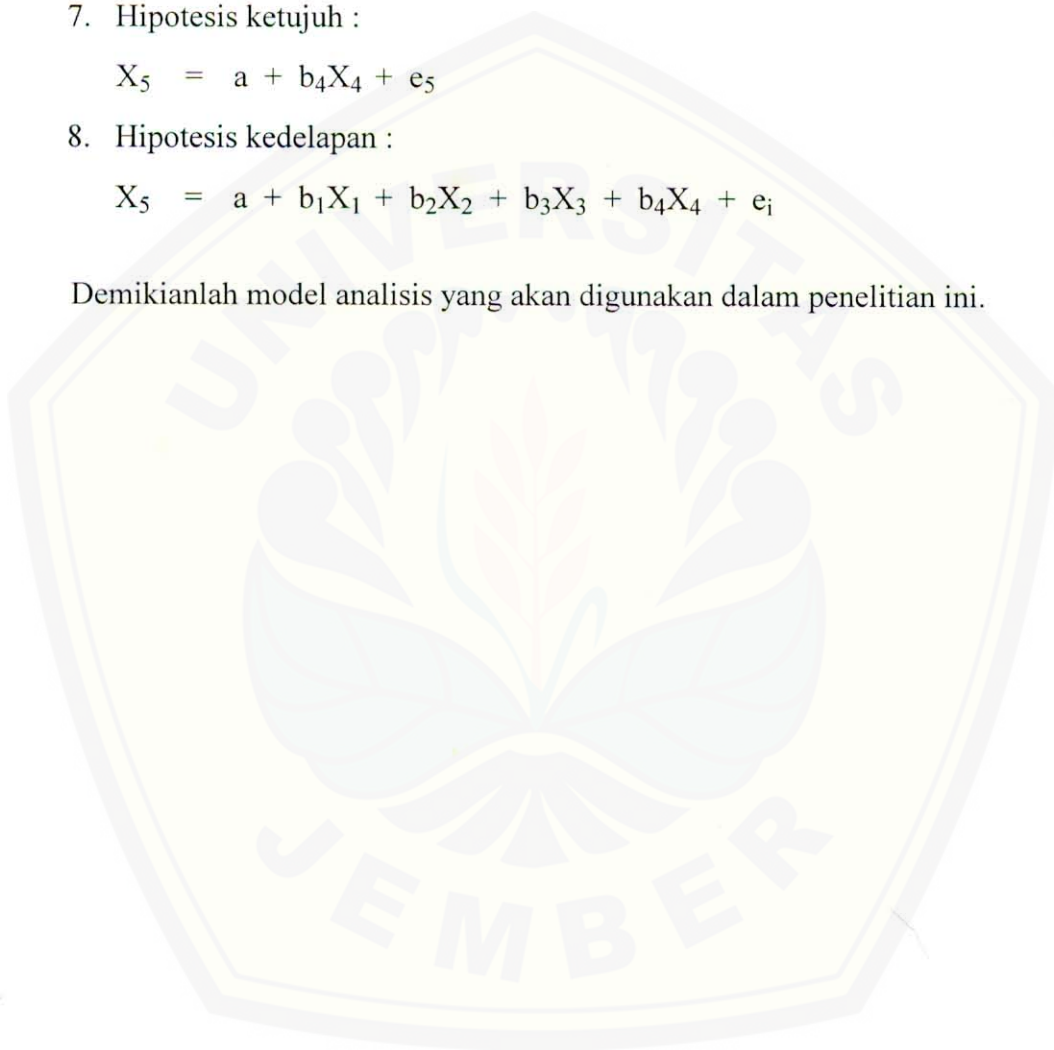 7. Hipotesis ketujuh :
X₅ = a + b₄X₄ + e₅
8. Hipotesis kedelapan :
X₅ = a + b₁X₁ + b₂X₂ + b₃X₃ + b₄X₄ + eᵢ
Demikianlah model analisis yang akan digunakan dalam penelitian ini.
UNIVERSITAS
JEMBER